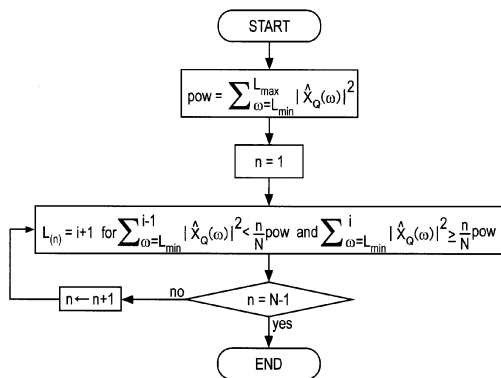 START
pow = ∑_{ω=L_min}^{L_max} | X̂_Q(ω)|²
n = 1
L_(n) = i+1 for ∑_{ω=L_min}^{i-1} | X̂_Q(ω)|² < n/N pow and ∑_{ω=L_min}^{i} | X̂_Q(ω)|² ≥ n/N pow
n ← n+1
no
n = N-1
yes
END